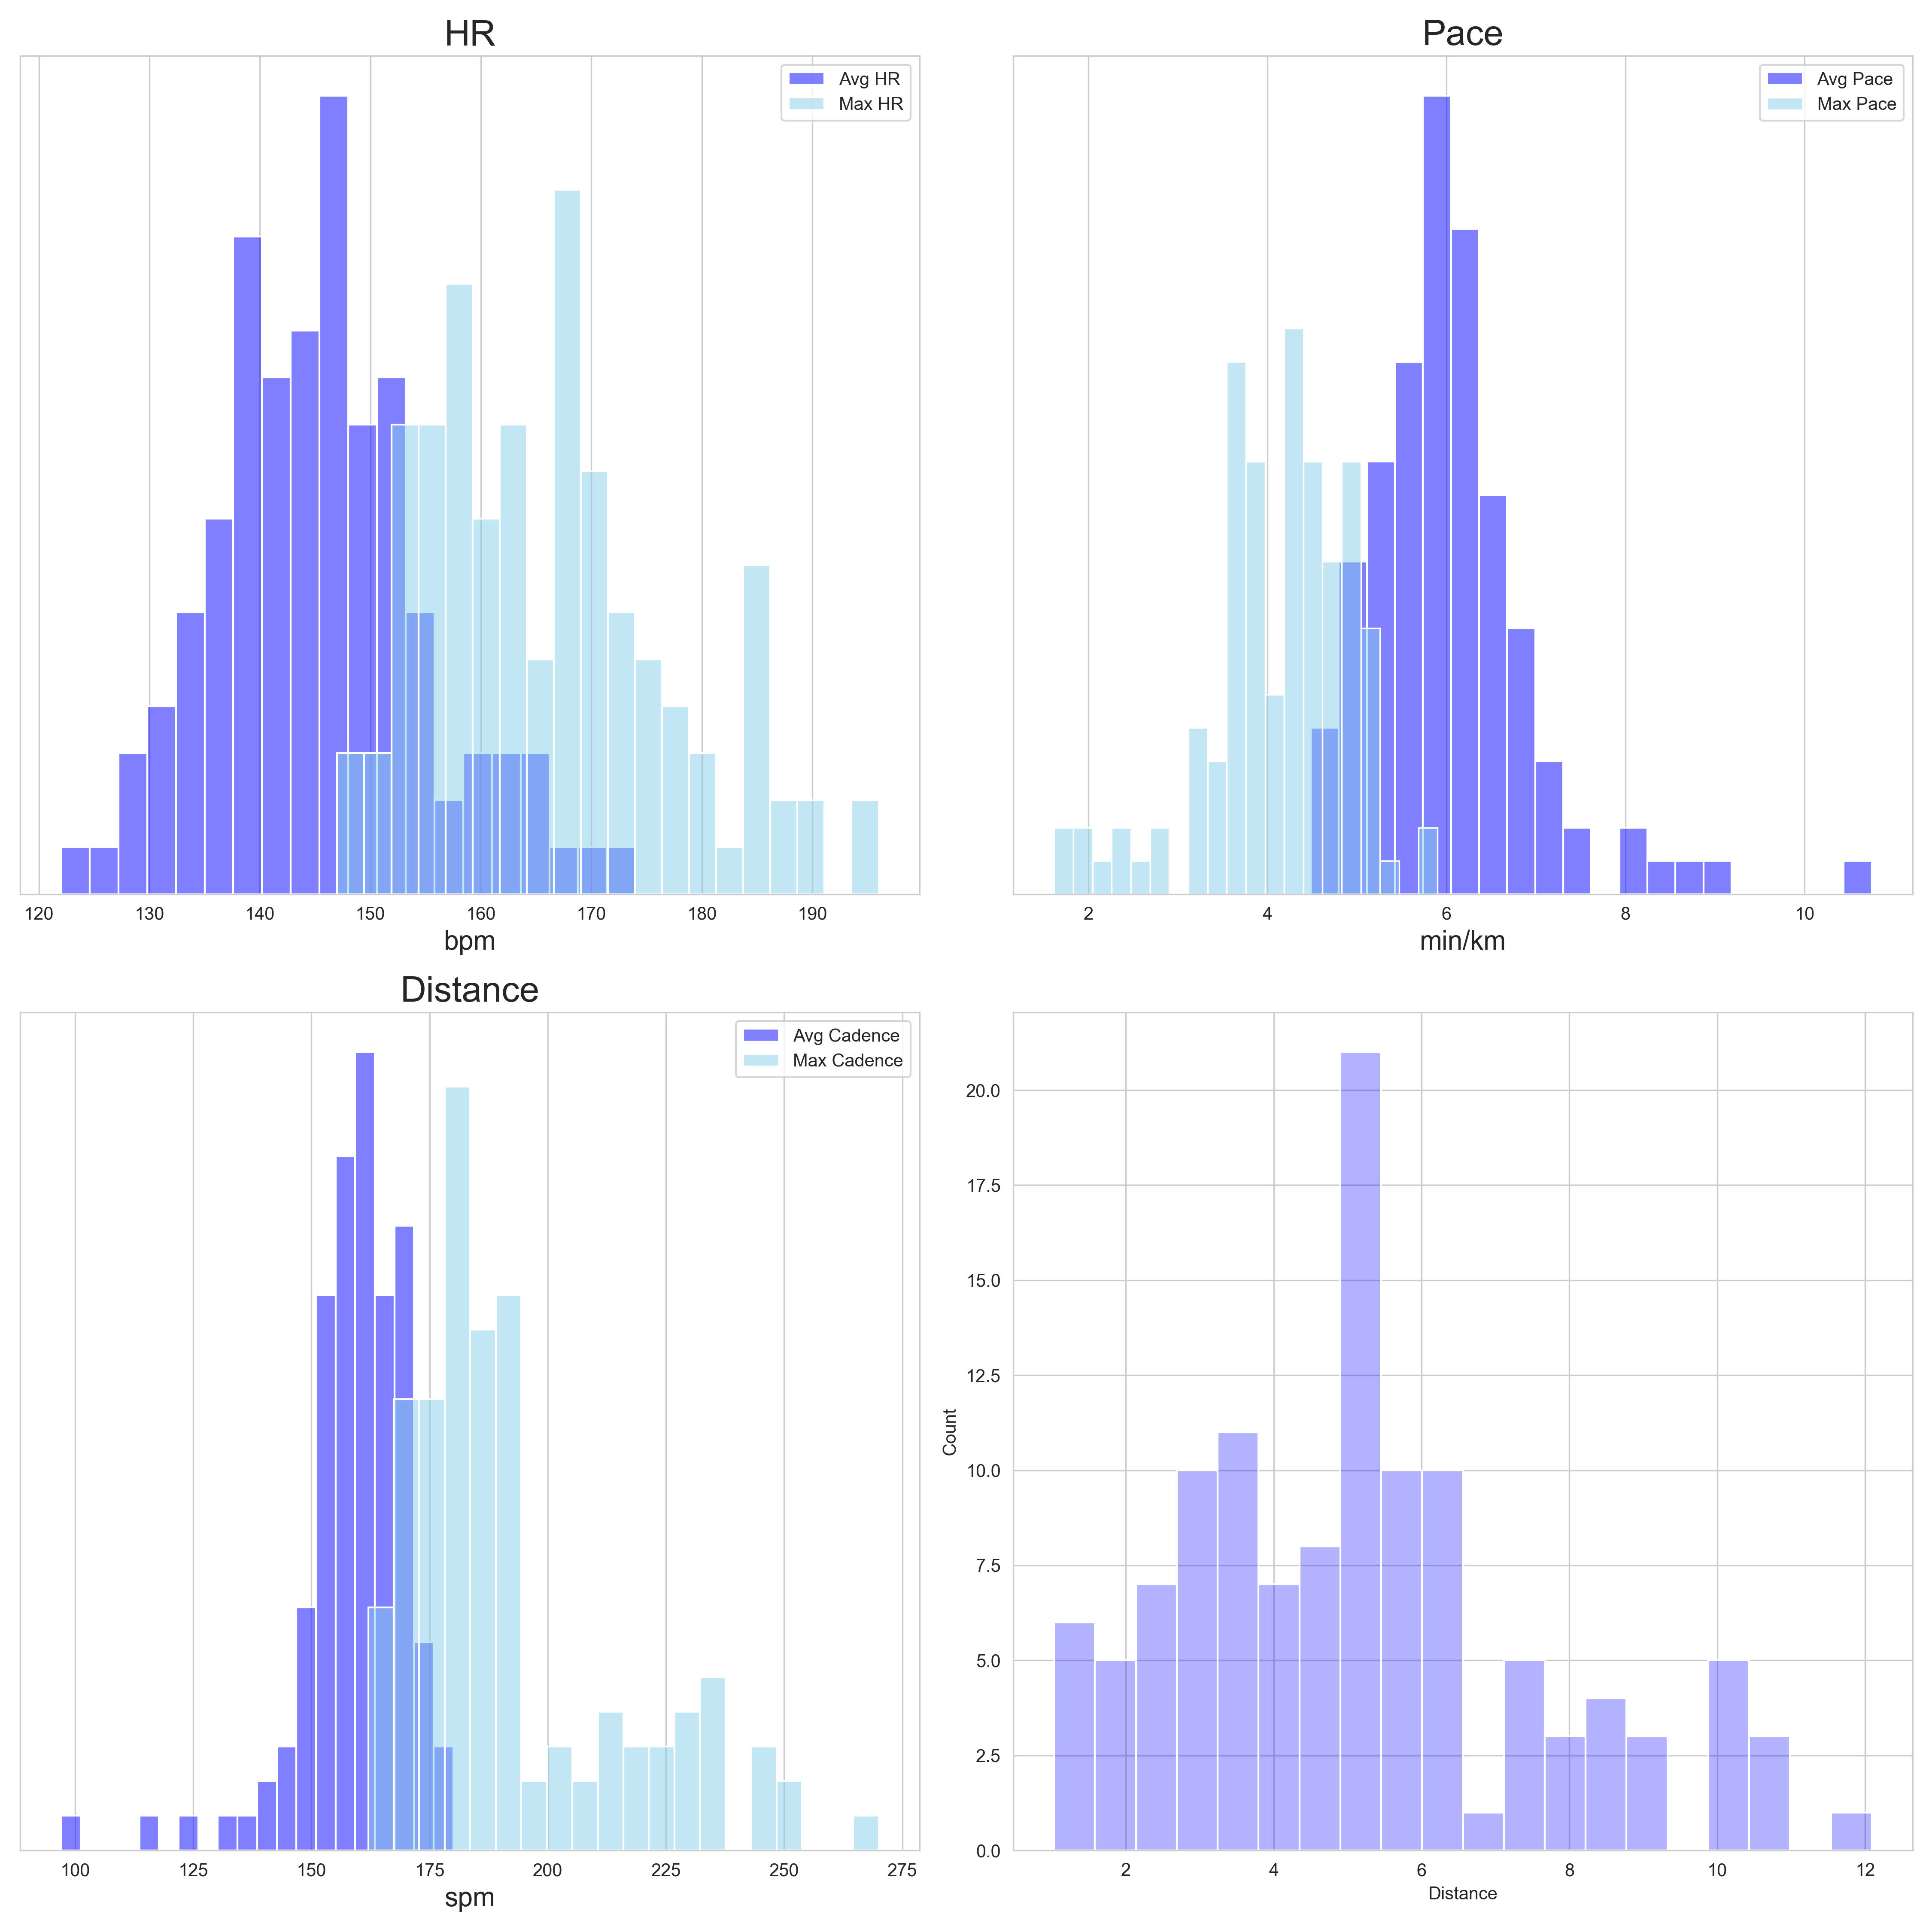 HR
Avg HR
Max HR
120 130 140 150 160 170 180 190
bpm
Pace
Avg Pace
Max Pace
2 4 6 8 10
min/km
Distance
Avg Cadence
Max Cadence
100 125 150 175 200 225 250 275
spm
20.0
17.5
15.0
12.5
10.0
7.5
5.0
2.5
0.0
Count
2 4 6 8 10 12
Distance